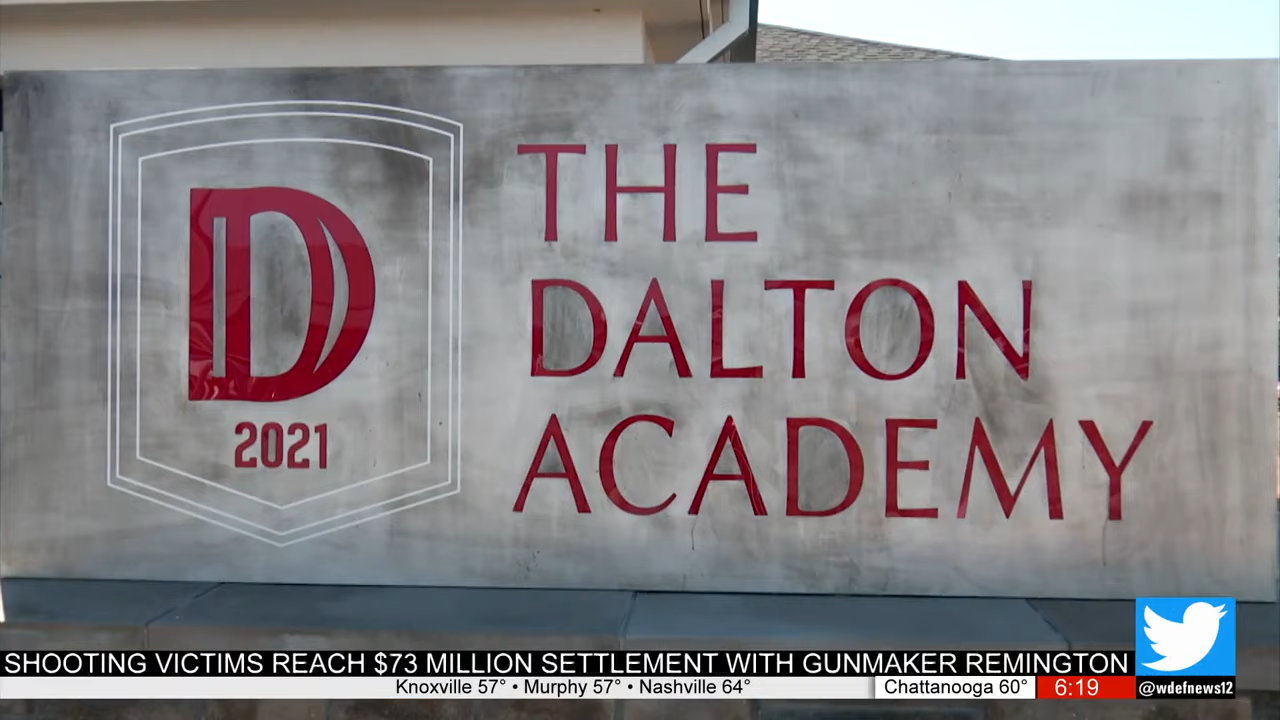 D
2021
THE
DALTON
ACADEMY
SHOOTING VICTIMS REACH $73 MILLION SETTLEMENT WITH GUNMAKER REMINGTON
Knoxville 57° • Murphy 57° • Nashville 64°
Chattanooga 60°
6:19
@wdefnews12